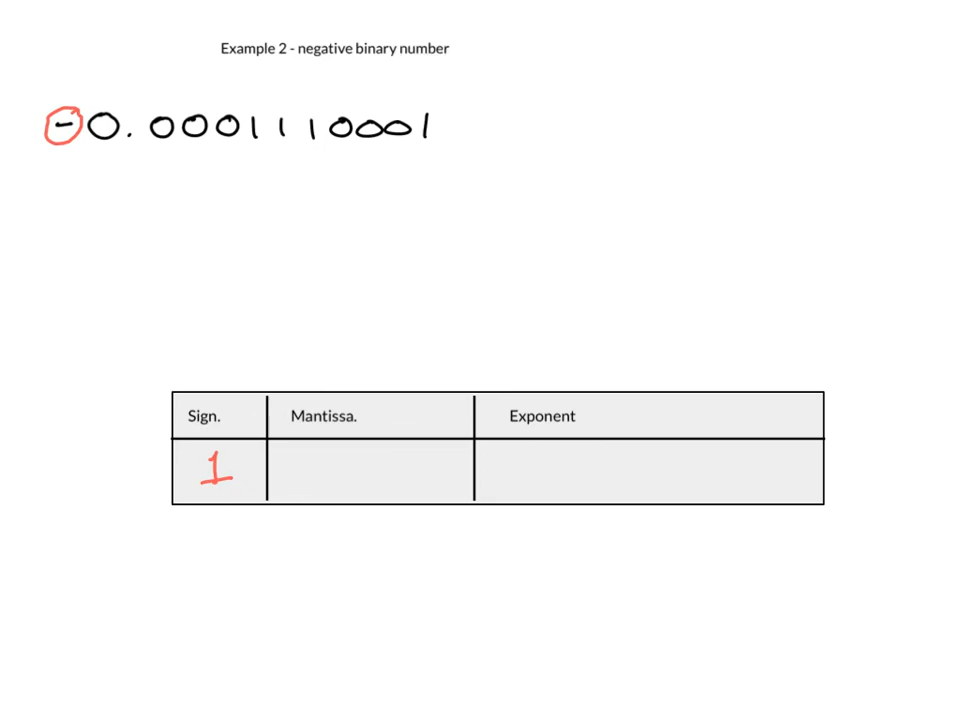 Example 2 - negative binary number
-0.0001110001
Sign. Mantissa. Exponent
1